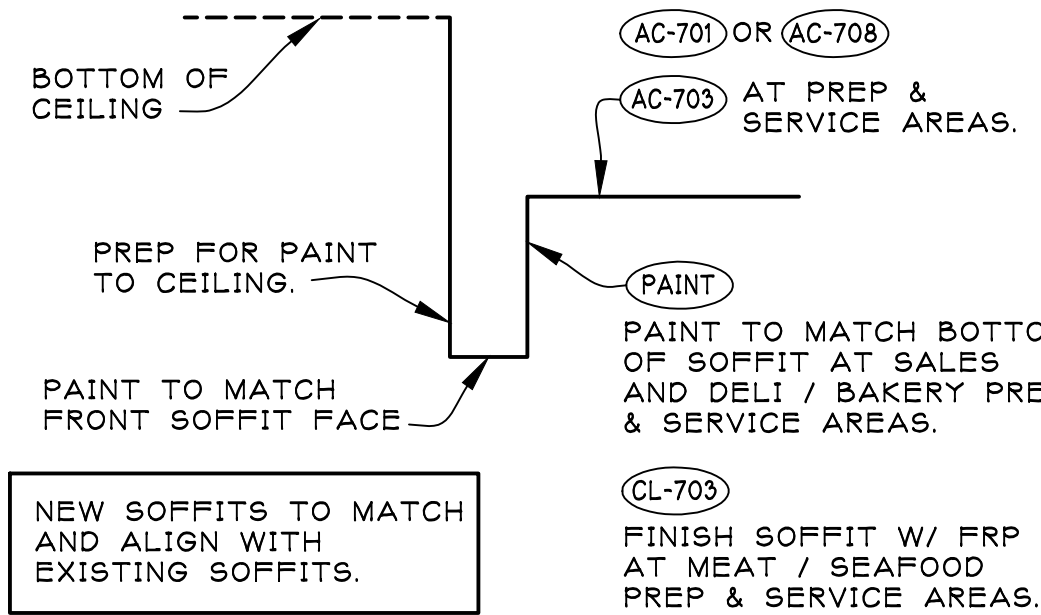 BOTTOM OF
CEILING
AC-701 OR AC-708
AC-703 AT PREP &
SERVICE AREAS.
PREP FOR PAINT
TO CEILING.
PAINT
PAINT TO MATCH BOTTO
OF SOFFIT AT SALES
AND DELI / BAKERY PRE
& SERVICE AREAS.
PAINT TO MATCH
FRONT SOFFIT FACE
NEW SOFFITS TO MATCH
AND ALIGN WITH
EXISTING SOFFITS.
CL-703
FINISH SOFFIT W/ FRP
AT MEAT / SEAFOOD
PREP & SERVICE AREAS.